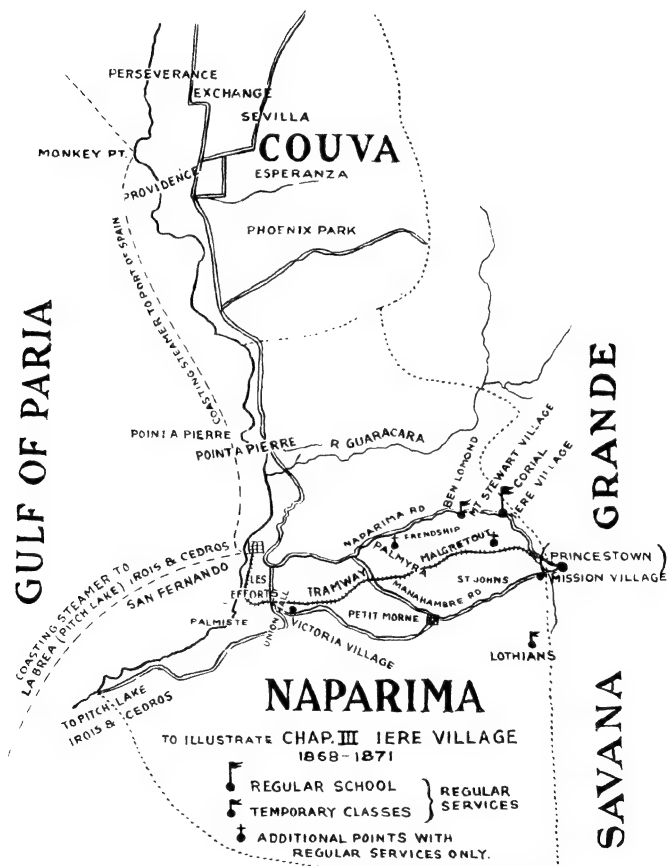 PERSEVERANCE
EXCHANGE
SEVILLA
COUVA
MONKEY PT.
PROVIDENCE
ESPERANZA
PHOENIX PARK
COASTING STEAMER TO PORT OF SPAIN
GULF OF PARIA
POINT A PIERRE
POINT A PIERRE
R GUARACARA
BEN LOMOND
MT STEWART VILLAGE
CORIAL
IERE VILLAGE
GRANDE
NAPARIMA RD
FRIENDSHIP
PALMYRA
MALGRETOUT
(PRINCESTOWN)
MISSION VILLAGE
COASTING STEAMER TO
LA BREA (PITCH LAKE) IROIS & CEDROS
SAN FERNANDO
LES
EFFORTS
TRAMWAY
MANAHAMBRE RD
ST JOHNS
PALMISTE
UNION HALL
VICTORIA VILLAGE
PETIT MORNE
LOTHIANS
TO PITCH LAKE
IROIS & CEDROS
NAPARIMA
SAVANA
TO ILLUSTRATE CHAP. III IERE VILLAGE
1868-1871
REGULAR SCHOOL
TEMPORARY CLASSES
REGULAR
SERVICES
ADDITIONAL POINTS WITH
REGULAR SERVICES ONLY.